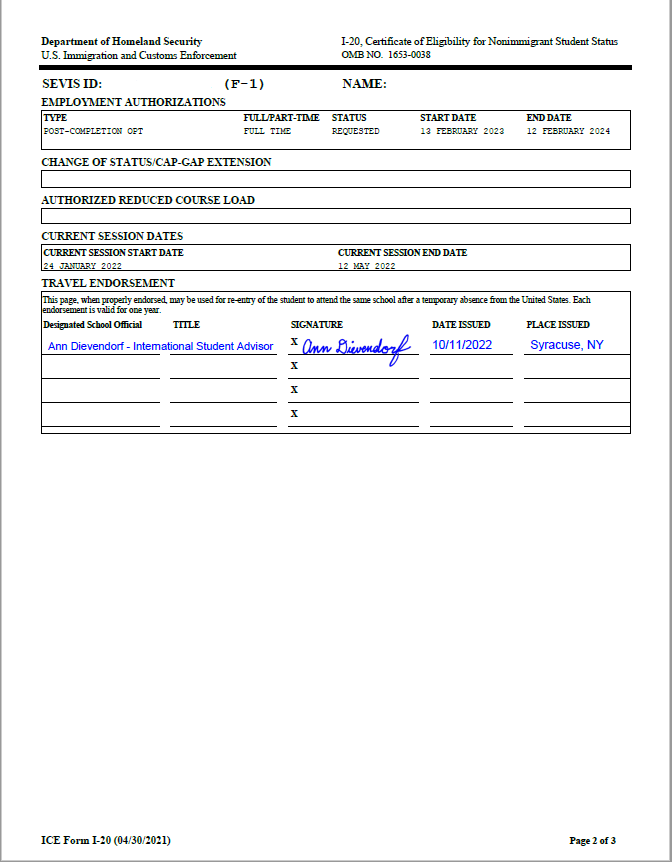 Department of Homeland Security I-20, Certificate of Eligibility for Nonimmigrant Student Status
U.S. Immigration and Customs Enforcement OMB NO. 1653-0038
SEVIS ID: (F-1) NAME:
EMPLOYMENT AUTHORIZATIONS
TYPE FULL/PART-TIME STATUS START DATE END DATE
POST-COMPLETION OPT FULL TIME REQUESTED 13 FEBRUARY 2023 12 FEBRUARY 2024
CHANGE OF STATUS/CAP-GAP EXTENSION
AUTHORIZED REDUCED COURSE LOAD
CURRENT SESSION DATES
CURRENT SESSION START DATE CURRENT SESSION END DATE
24 JANUARY 2022 12 MAY 2022
TRAVEL ENDORSEMENT
This page, when properly endorsed, may be used for re-entry of the student to attend the same school after a temporary absence from the United States. Each
endorsement is valid for one year.
Designated School Official TITLE SIGNATURE DATE ISSUED PLACE ISSUED
Ann Dievendorf - International Student Advisor X Ann Dievendorf 10/11/2022 Syracuse, NY
X
X
X
ICE Form I-20 (04/30/2021) Page 2 of 3